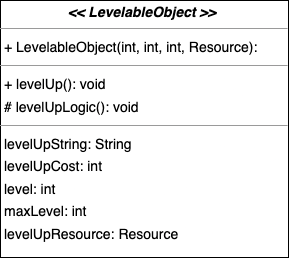 << LevelableObject >>
+ LevelableObject(int, int, int, Resource):
+ levelUp(): void
# levelUpLogic(): void
levelUpString: String
levelUpCost: int
level: int
maxLevel: int
levelUpResource: Resource